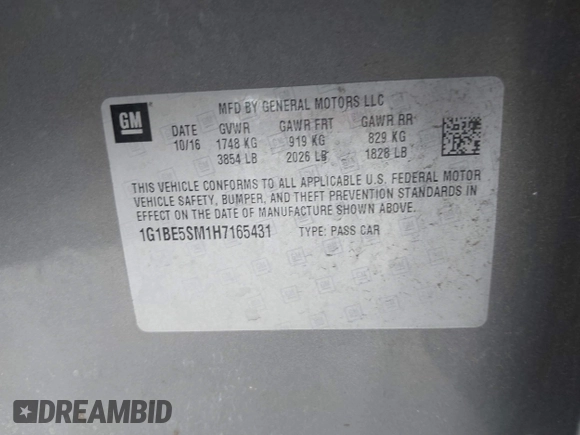 GM
MFD BY GENERAL MOTORS LLC
DATE GVWR GAWR FRT GAWR RR
10/16 1748 KG 919 KG 829 KG
3854 LB 2026 LB 1828 LB
THIS VEHICLE CONFORMS TO ALL APPLICABLE U.S. FEDERAL MOTOR
VEHICLE SAFETY, BUMPER, AND THEFT PREVENTION STANDARDS IN
EFFECT ON THE DATE OF MANUFACTURE SHOWN ABOVE.
1G1BE5SM1H7165431 TYPE: PASS CAR
DREAMBID